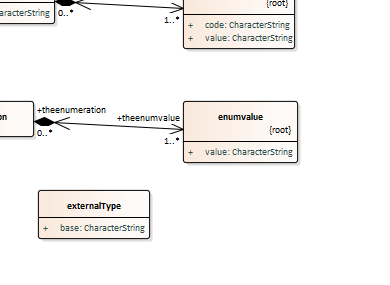 {root}
aracterString
0..*
1..*
+ code: CharacterString
+ value: CharacterString
on
+theenumeration
0..*
+theenumvalue
1..*
enumvalue
{root}
+ value: CharacterString
externalType
+ base: CharacterString